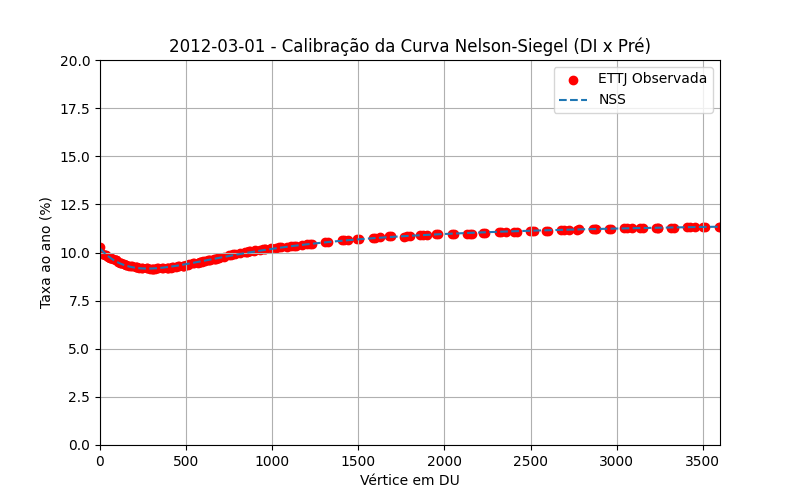 2012-03-01 - Calibração da Curva Nelson-Siegel (DI x Pré)
ETTJ Observada
NSS
20.0
17.5
15.0
12.5
10.0
7.5
5.0
2.5
0.0
Taxa ao ano (%)
0 500 1000 1500 2000 2500 3000 3500
Vértice em DU